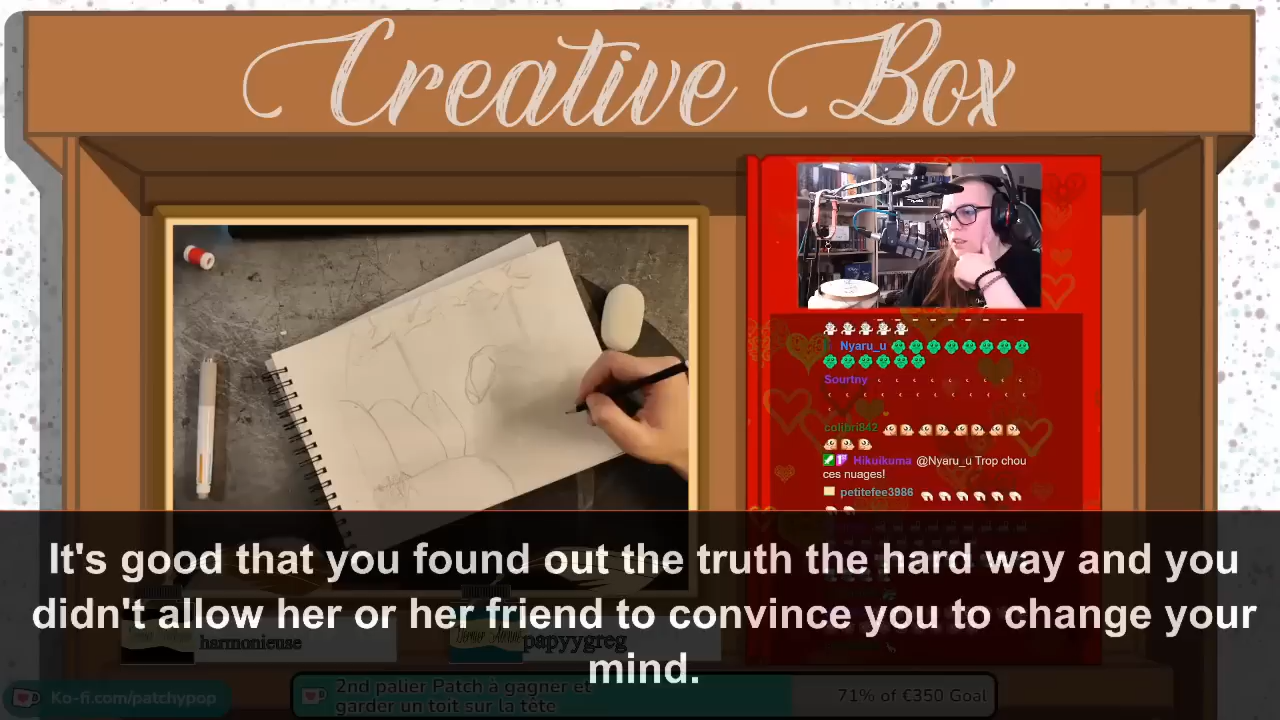 Creative Box
Nyaru_u
Sourtny
colibri842
Hikuikuma @Nyaru_u Trop chou
ces nuages!
petitefee3986
It's good that you found out the truth the hard way and you
didn't allow her or her friend to convince you to change your
mind.
harmonieuse
papyygreg
Ko-fi.com/patchypop
2nd palier Patch à gagner et
garder un toit sur la tête
71% of €350 Goal